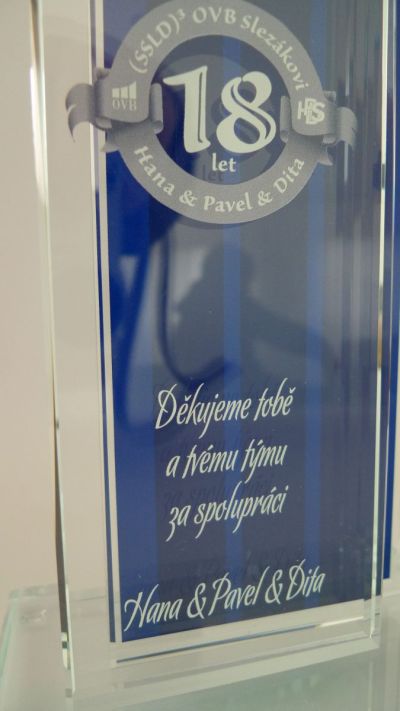 (SSLD)³ OVB Slezákovi
OVB
18
let
Hana & Pavel & Dita
Děkujeme tobě
a tvému týmu
za spolupráci
Hana & Pavel & Dita